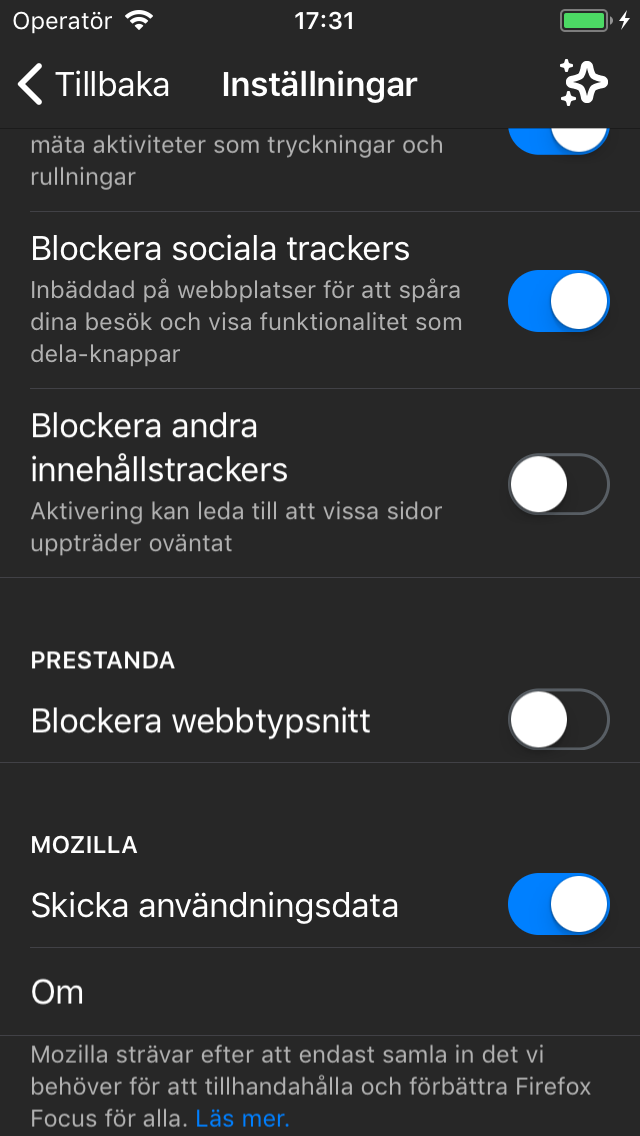 Operatör 17:31
Tillbaka Inställningar
mäta aktiviteter som tryckningar och
rullningar
Blockera sociala trackers
Inbäddad på webbplatser för att spåra
dina besök och visa funktionalitet som
dela-knappar
Blockera andra
innehållstrackers
Aktivering kan leda till att vissa sidor
uppträder oväntat
PRESTANDA
Blockera webbtypsnitt
MOZILLA
Skicka användningsdata
Om
Mozilla strävar efter att endast samla in det vi
behöver för att tillhandahålla och förbättra Firefox
Focus för alla. Läs mer.